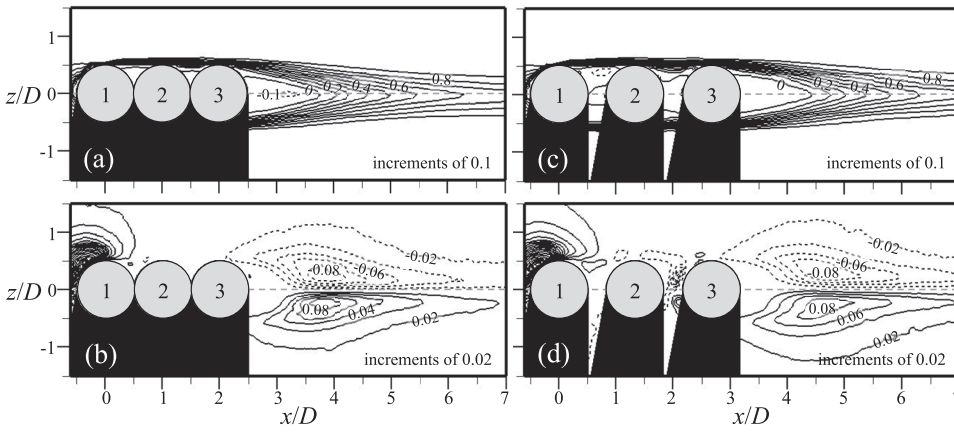 1
z/D 0
-1
1 2 3
-0.1 0 0.2 0.4 0.6 0.8
(a)
increments of 0.1
1 2 3
0 0.2 0.4 0.6 0.8
(c)
increments of 0.1
1
z/D 0
-1
1 2 3
-0.08 -0.06 -0.02
0.08 0.04 0.02
(b)
increments of 0.02
1 2 3
-0.08 -0.06 -0.02
0.08 0.06 0.02
(d)
increments of 0.02
0 1 2 3 4 5 6 7
x/D
0 1 2 3 4 5 6 7
x/D